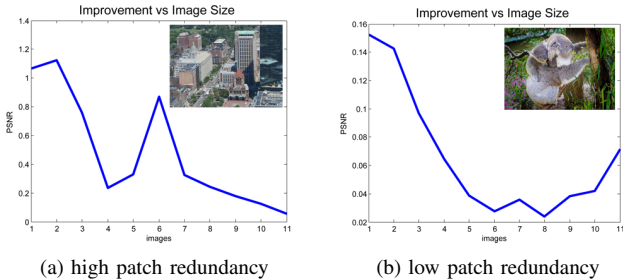 Improvement vs Image Size
1.4
1.2
1
0.8
0.6
0.4
0.2
0
PSNR
1 2 3 4 5 6 7 8 9 10 11
images
(a) high patch redundancy
Improvement vs Image Size
0.16
0.14
0.12
0.1
0.08
0.06
0.04
0.02
PSNR
1 2 3 4 5 6 7 8 9 10 11
images
(b) low patch redundancy